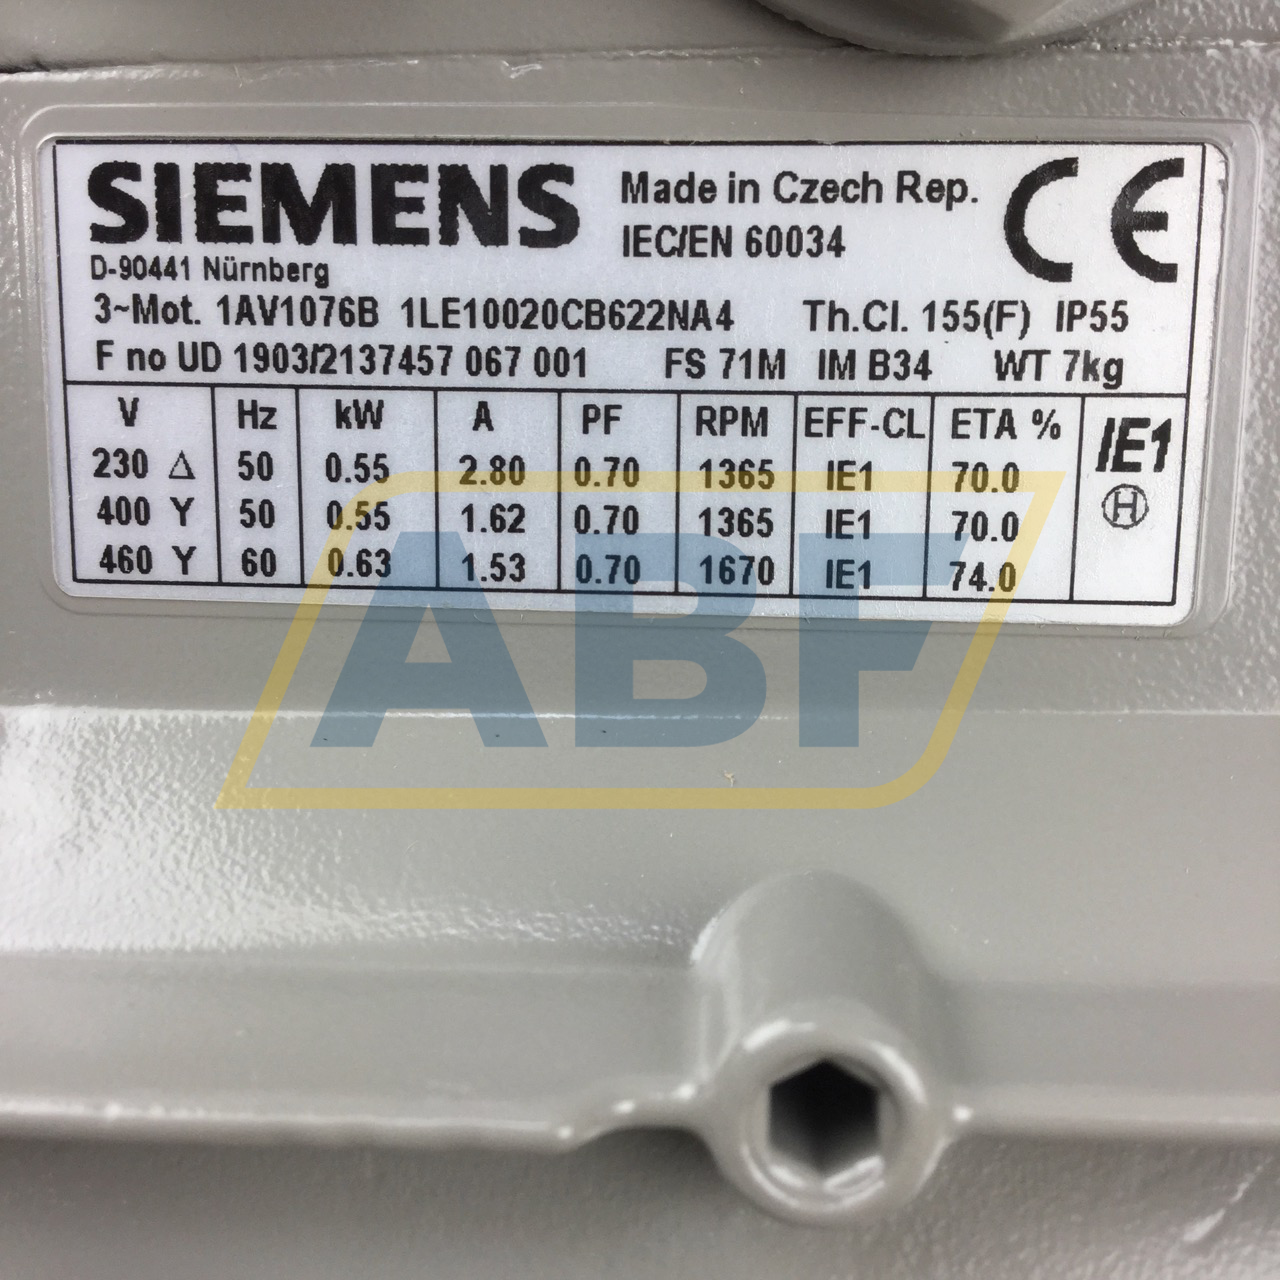 SIEMENS
Made in Czech Rep.
IEC/EN 60034
CE
D-90441 Nürnberg
3~Mot. 1AV1076B 1LE10020CB622NA4 Th.Cl. 155(F) IP55
F no UD 1903/2137457 067 001 FS 71M IM B34 WT 7kg
V Hz kW A PF RPM EFF-CL ETA %
230 Δ 50 0.55 2.80 0.70 1365 IE1 70.0
400 Y 50 0.55 1.62 0.70 1365 IE1 70.0
460 Y 60 0.63 1.53 0.70 1670 IE1 74.0
IE1
H
ABF